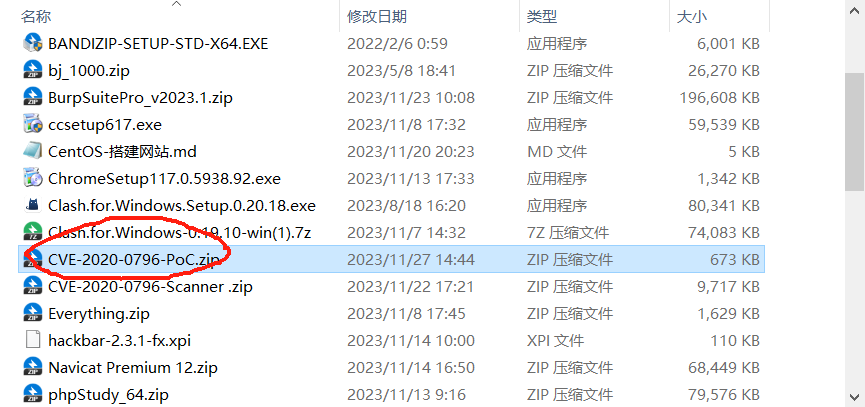 名称 修改日期 类型 大小
BANDIZIP-SETUP-STD-X64.EXE 2022/2/6 0:59 应用程序 6,001 KB
bj_1000.zip 2023/5/8 18:41 ZIP 压缩文件 26,270 KB
BurpSuitePro_v2023.1.zip 2023/11/23 10:08 ZIP 压缩文件 196,608 KB
ccsetup617.exe 2023/11/8 17:32 应用程序 59,539 KB
CentOS-搭建网站.md 2023/11/20 20:23 MD 文件 5 KB
ChromeSetup117.0.5938.92.exe 2023/11/13 17:33 应用程序 1,342 KB
Clash.for.Windows.Setup.0.20.18.exe 2023/8/18 16:20 应用程序 80,341 KB
Clash.for.Windows-0.19.10-win(1).7z 2023/11/7 14:32 7Z 压缩文件 74,083 KB
CVE-2020-0796-PoC.zip 2023/11/27 14:44 ZIP 压缩文件 673 KB
CVE-2020-0796-Scanner .zip 2023/11/22 17:21 ZIP 压缩文件 9,717 KB
Everything.zip 2023/11/8 17:45 ZIP 压缩文件 1,629 KB
hackbar-2.3.1-fx.xpi 2023/11/14 10:00 XPI 文件 110 KB
Navicat Premium 12.zip 2023/11/14 16:50 ZIP 压缩文件 68,449 KB
phpStudy_64.zip 2023/11/13 9:16 ZIP 压缩文件 79,576 KB